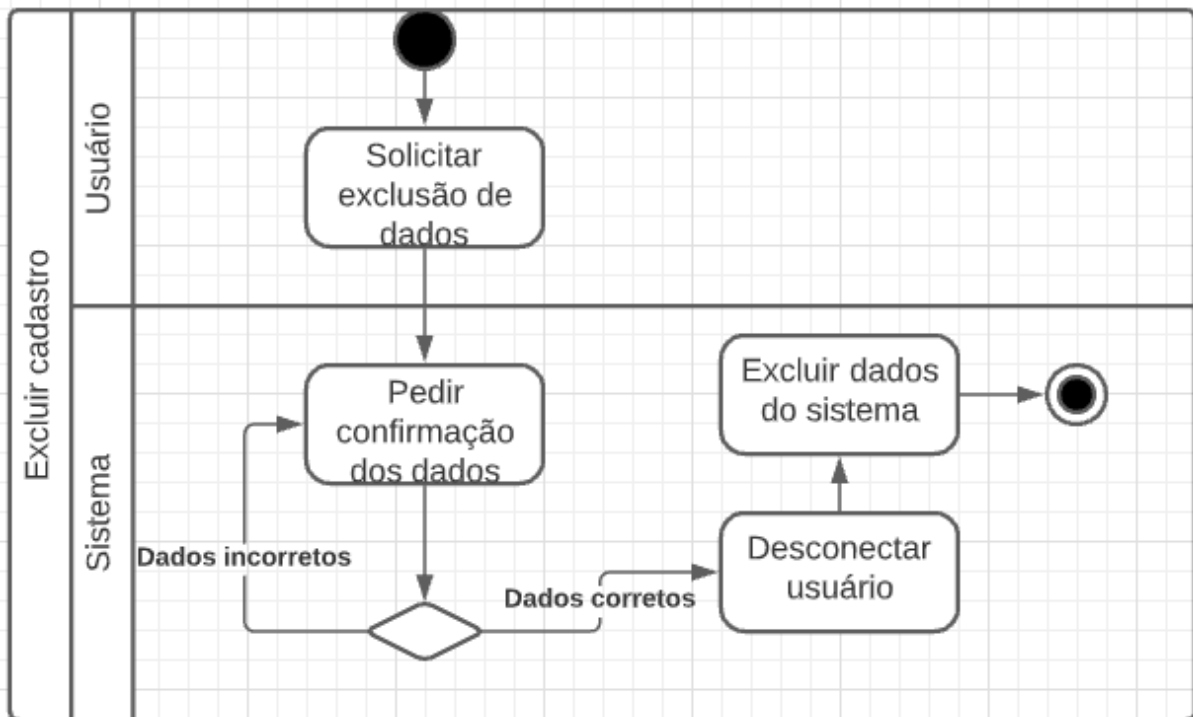 Excluir cadastro
Usuário
Solicitar
exclusão de
dados
Sistema
Pedir
confirmação
dos dados
Dados incorretos
Dados corretos
Desconectar
usuário
Excluir dados
do sistema